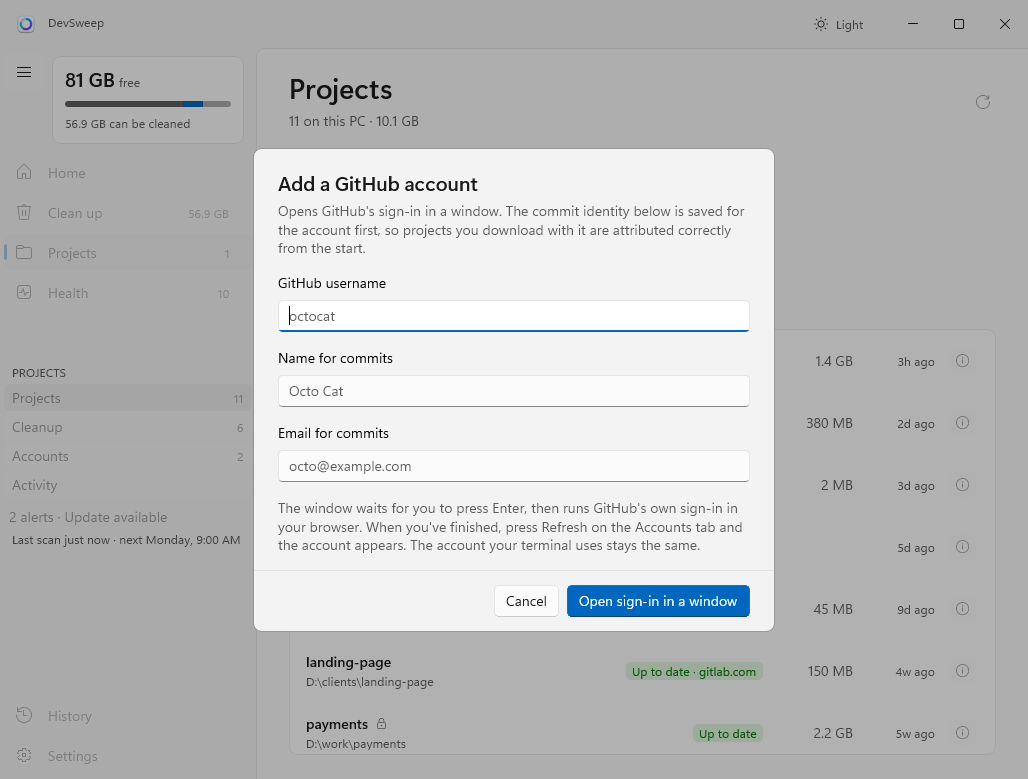 DevSweep
Light
81 GB free
56.9 GB can be cleaned
Home
Clean up 56.9 GB
Projects 1
Health 10
PROJECTS
Projects 11
Cleanup 6
Accounts 2
Activity
2 alerts · Update available
Last scan just now · next Monday, 9:00 AM
History
Settings
Projects
11 on this PC · 10.1 GB
Add a GitHub account
Opens GitHub's sign-in in a window. The commit identity below is saved for
the account first, so projects you download with it are attributed correctly
from the start.
GitHub username
octocat
Name for commits
Octo Cat
Email for commits
octo@example.com
The window waits for you to press Enter, then runs GitHub's own sign-in in
your browser. When you've finished, press Refresh on the Accounts tab and
the account appears. The account your terminal uses stays the same.
Cancel
Open sign-in in a window
1.4 GB 3h ago
380 MB 2d ago
2 MB 3d ago
5d ago
45 MB 9d ago
landing-page
D:\clients\landing-page
Up to date · gitlab.com 150 MB 4w ago
payments
D:\work\payments
Up to date 2.2 GB 5w ago